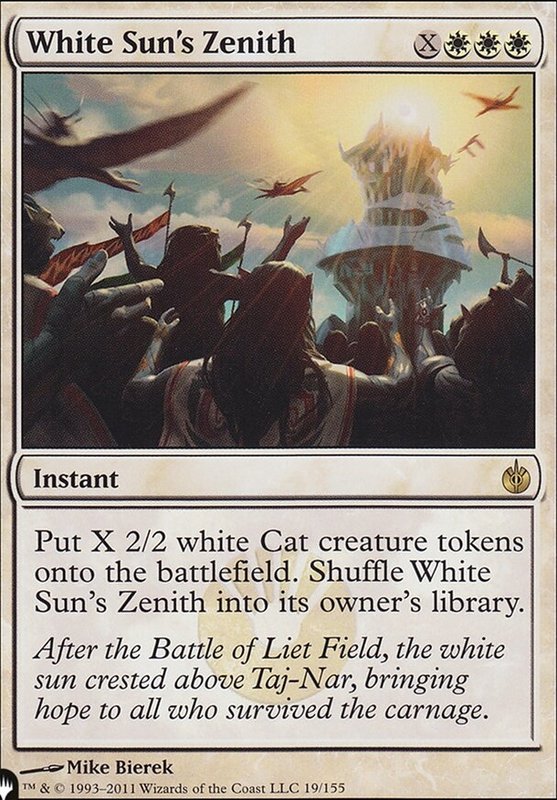 White Sun's Zenith X
Instant
Put X 2/2 white Cat creature tokens
onto the battlefield. Shuffle White
Sun's Zenith into its owner's library.
After the Battle of Liet Field, the white
sun crested above Taj-Nar, bringing
hope to all who survived the carnage.
Mike Bierek
™ & © 1993–2011 Wizards of the Coast LLC 19/155